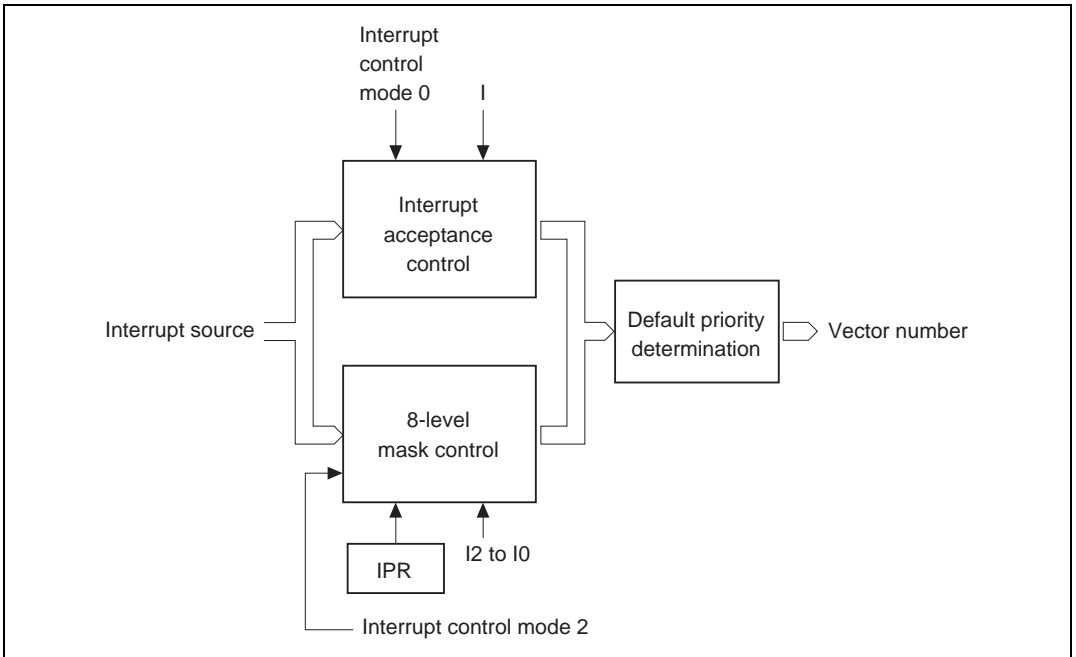 Interrupt
control
mode 0
I
Interrupt
acceptance
control
Interrupt source
Default priority
determination
Vector number
8-level
mask control
I2 to I0
IPR
Interrupt control mode 2